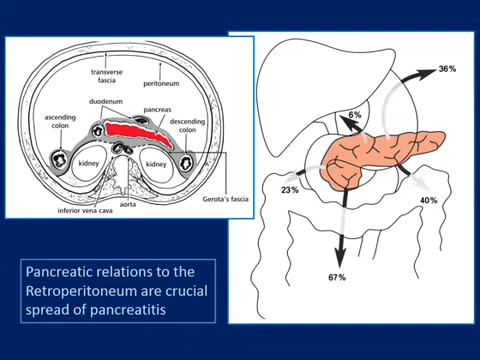 transverse
fascia
peritoneum
duodenum
pancreas
ascending
colon
descending
colon
kidney
kidney
Gerota's fascia
aorta
inferior vena cava
36%
6%
23%
40%
67%
Pancreatic relations to the
Retroperitoneum are crucial
spread of pancreatitis